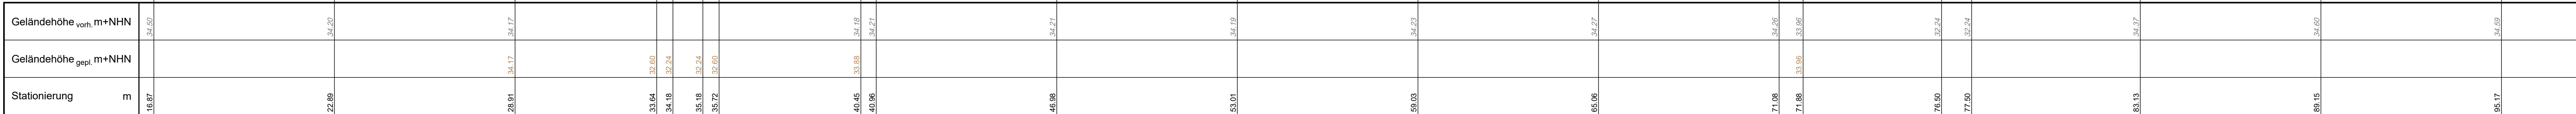 Geländehöhe vorh. m+NHN 34.50 34.20 34.17 34.18 34.21 34.21 34.19 34.23 34.27 34.26 33.96 32.24 32.24 34.37 34.60 34.59
Geländehöhe gepl. m+NHN 34.17 32.60 32.24 32.24 32.60 33.88 33.96
Stationierung m 16.87 22.89 28.91 33.64 34.18 35.18 35.72 40.45 40.96 46.98 53.01 59.03 65.06 71.08 71.88 76.50 77.50 83.13 89.15 95.17